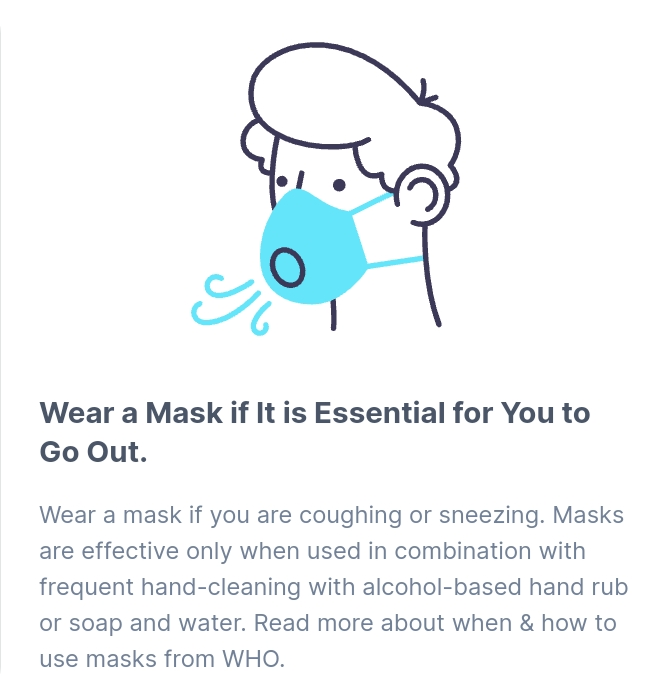 Wear a Mask if It is Essential for You to
Go Out.
Wear a mask if you are coughing or sneezing. Masks
are effective only when used in combination with
frequent hand-cleaning with alcohol-based hand rub
or soap and water. Read more about when & how to
use masks from WHO.